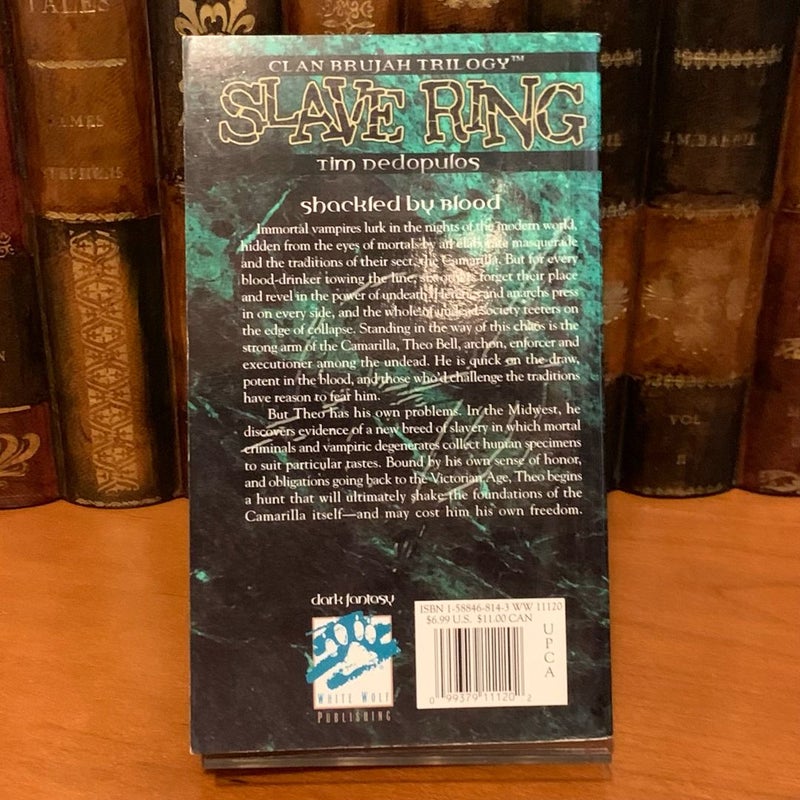 TALES
JAMES
STEPHENS
J.M. BARRIE
VOL
II
CLAN BRUJAH TRILOGY™
SLAVE RING
Tim Dedopulos
shackled by Blood
Immortal vampires lurk in the nights of the modern world,
hidden from the eyes of mortals by an elaborate masquerade
and the traditions of their sect, the Camarilla. But for every
blood-drinker towing the line, forget their place
and revel in the power of undeath. Heretics and anarchs press
in on every side, and the whole of undead society teeters on
the edge of collapse. Standing in the way of this chaos is the
strong arm of the Camarilla, Theo Bell, archon, enforcer and
executioner among the undead. He is quick on the draw,
potent in the blood, and those who'd challenge the traditions
have reason to fear him.
But Theo has his own problems. In the Midwest, he
discovers evidence of a new breed of slavery in which mortal
criminals and vampiric degenerates collect human specimens
to suit particular tastes. Bound by his own sense of honor,
and obligations going back to the Victorian Age, Theo begins
a hunt that will ultimately shake the foundations of the
Camarilla itself—and may cost him his own freedom.
dark fantasy
WHITE WOLF
PUBLISHING
ISBN 1-58846-814-3 WW 11120
$6.99 U.S. $11.00 CAN
UPCA
0 99379 11120 2